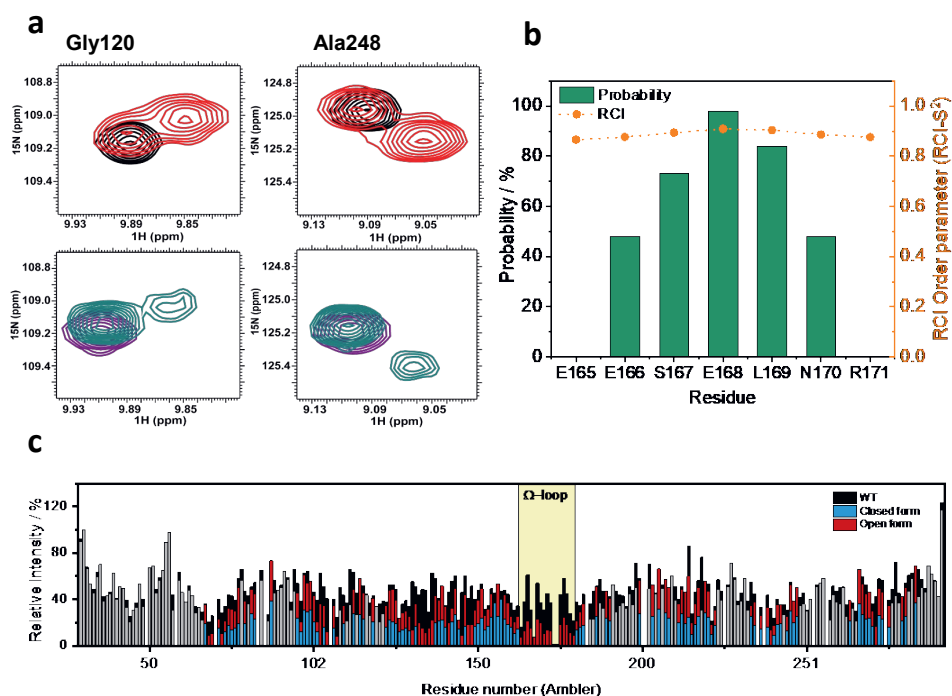 a
Gly120
Ala248
108.8
109.0
109.2
109.4
15N (ppm)
9.93
9.89
9.85
1H (ppm)
124.8
125.0
125.4
15N (ppm)
9.13
9.09
9.05
1H (ppm)
108.8
109.0
109.2
109.4
15N (ppm)
9.93
9.89
9.85
1H (ppm)
124.8
125.0
125.2
125.4
15N (ppm)
9.13
9.09
9.05
1H (ppm)
b
Probability
RCI
100
80
60
40
20
0
Probability / %
1.0
0.8
0.6
0.4
0.2
0.0
RCI Order parameter (RCI-S²)
E165 E166 S167 E168 L169 N170 R171
Residue
c
Ω–loop
WT
Closed form
Open form
120
80
40
0
Relative Intensity / %
50 102 150 200 251
Residue number (Ambler)